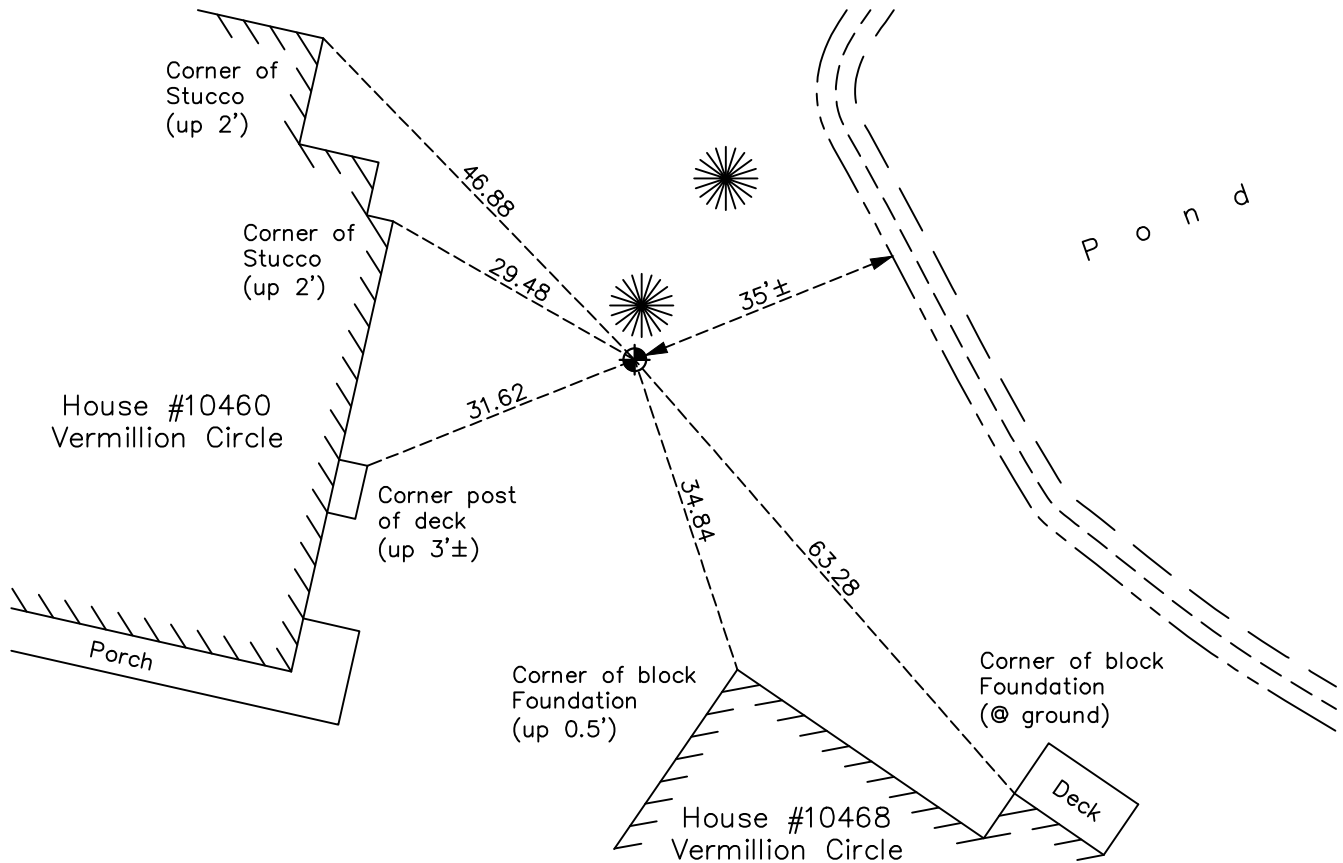 Corner of
Stucco
(up 2')
46.88
P o n d
Corner of
Stucco
(up 2')
29.48
35'±
House #10460
Vermillion Circle
31.62
Corner post
of deck
(up 3'±)
34.84
63.28
Porch
Corner of block
Foundation
(up 0.5')
Corner of block
Foundation
(@ ground)
Deck
House #10468
Vermillion Circle